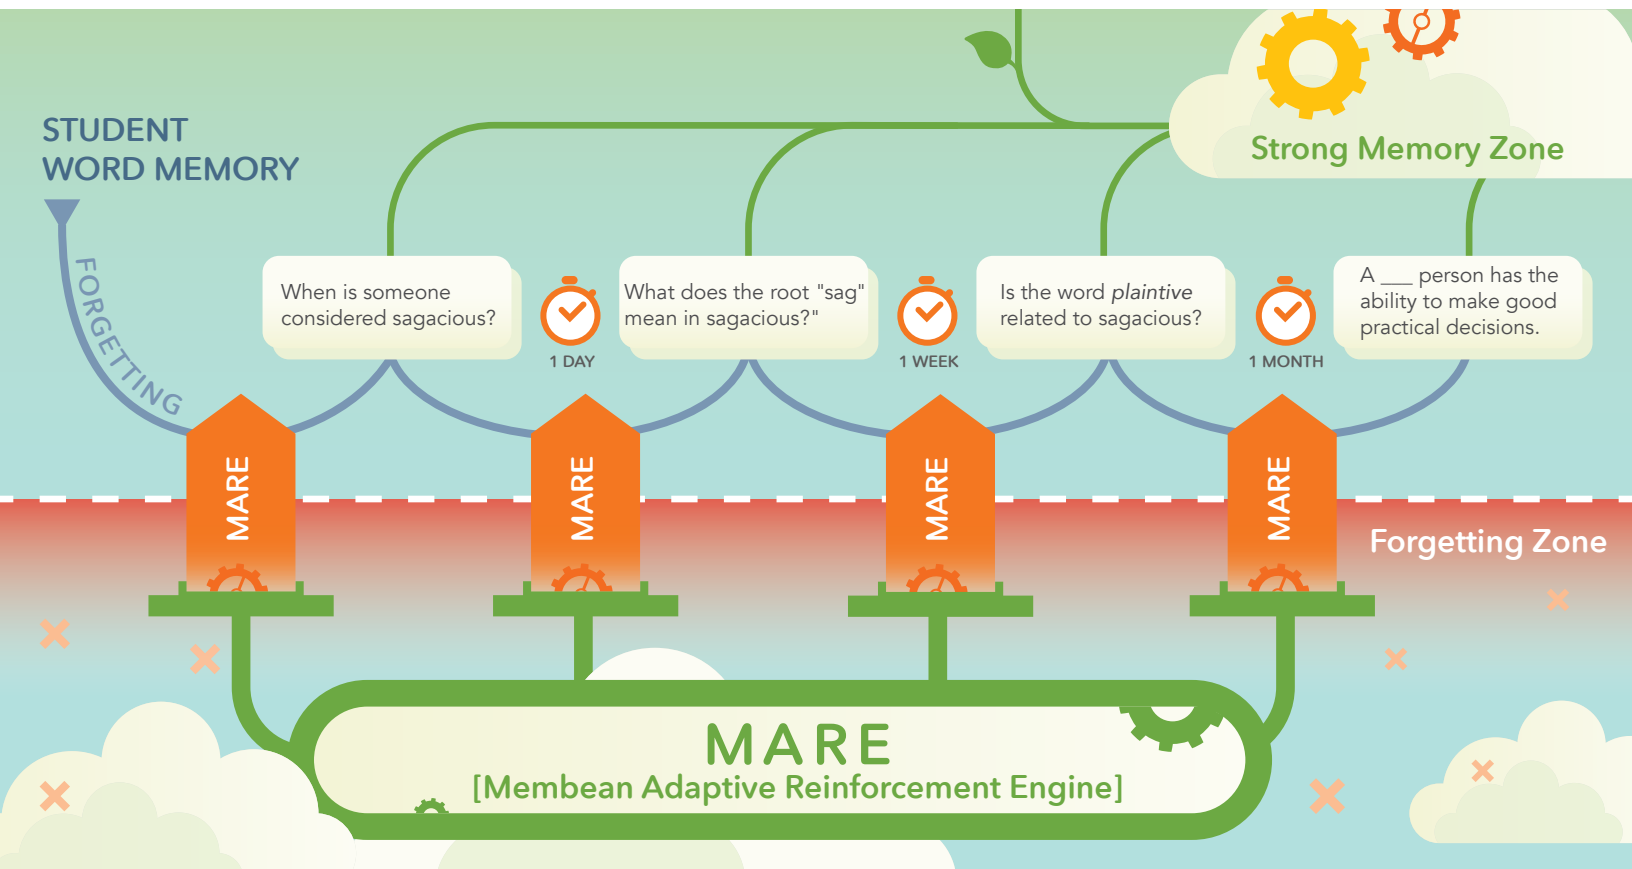 STUDENT
WORD MEMORY
FORGETTING
Strong Memory Zone
When is someone
considered sagacious?
1 DAY
What does the root "sag"
mean in sagacious?"
1 WEEK
Is the word plaintive
related to sagacious?
1 MONTH
A ___ person has the
ability to make good
practical decisions.
MARE
MARE
MARE
MARE
Forgetting Zone
MARE
[Membean Adaptive Reinforcement Engine]